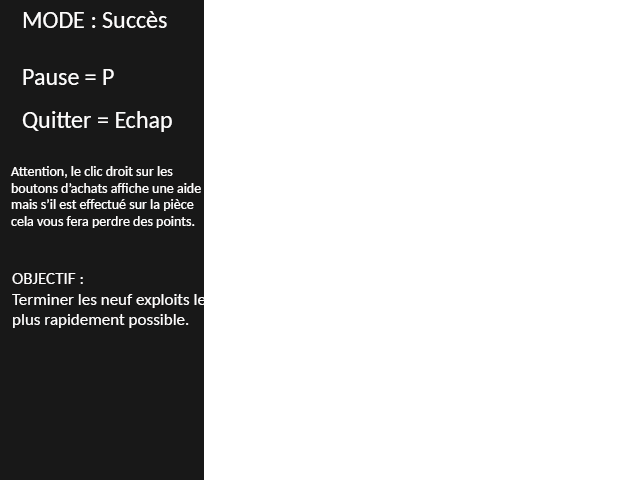 MODE : Succès
Pause = P
Quitter = Echap
Attention, le clic droit sur les
boutons d'achats affiche une aide
mais s'il est effectué sur la pièce
cela vous fera perdre des points.
OBJECTIF :
Terminer les neuf exploits le
plus rapidement possible.